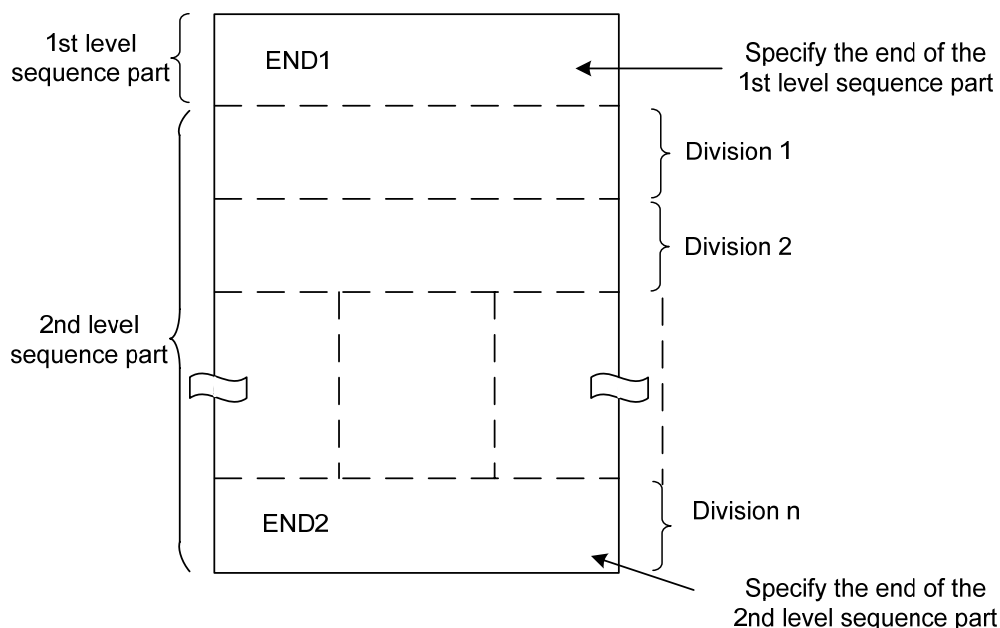 1st level
sequence part
END1
Specify the end of the
1st level sequence part
Division 1
Division 2
2nd level
sequence part
END2
Division n
Specify the end of the
2nd level sequence part